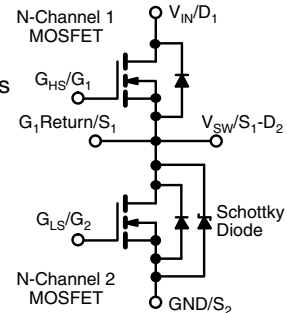 N-Channel 1
MOSFET
V_IN/D_1
s
G_HS/G_1
G_1Return/S_1
V_SW/S_1-D_2
G_LS/G_2
Schottky
Diode
N-Channel 2
MOSFET
GND/S_2